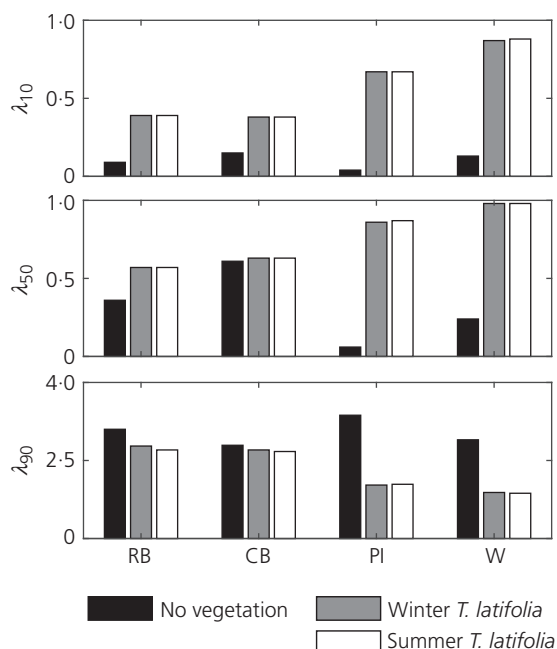 1·0
0·5
0
λ10
1·0
0·5
0
λ50
4·0
2·5
0
λ90
RB CB PI W
No vegetation Winter T. latifolia
Summer T. latifolia